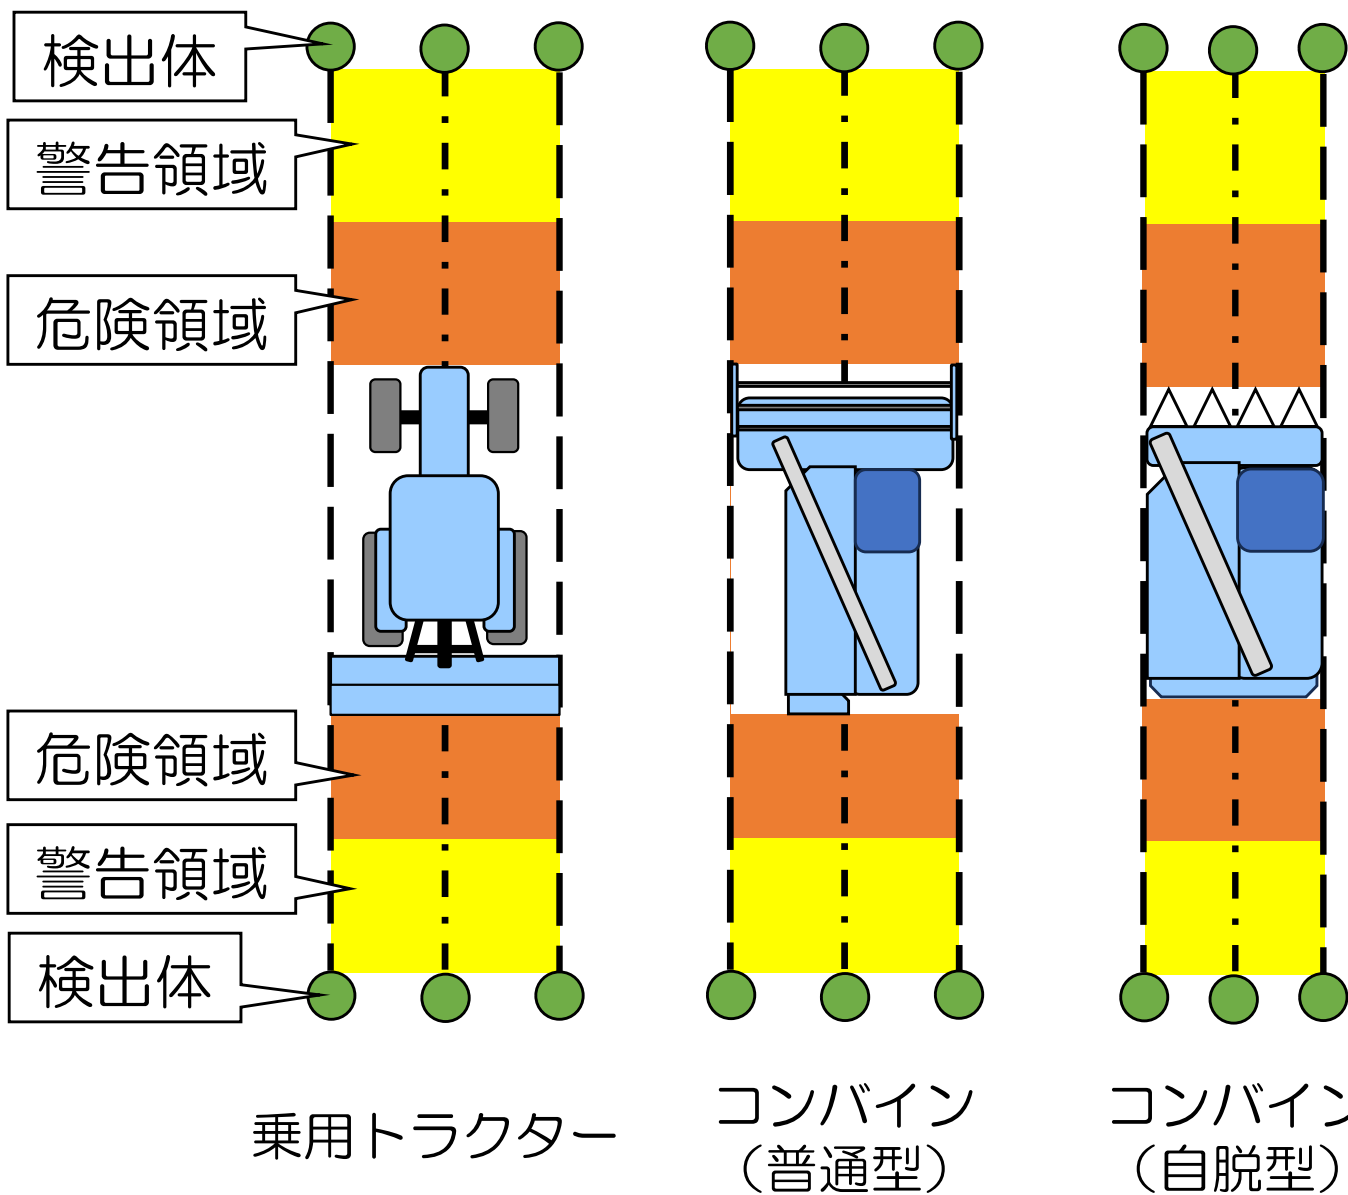 検出体
警告領域
危険領域
危険領域
警告領域
検出体
乗用トラクター
コンバイン
（普通型）
コンバイン
（自脱型）